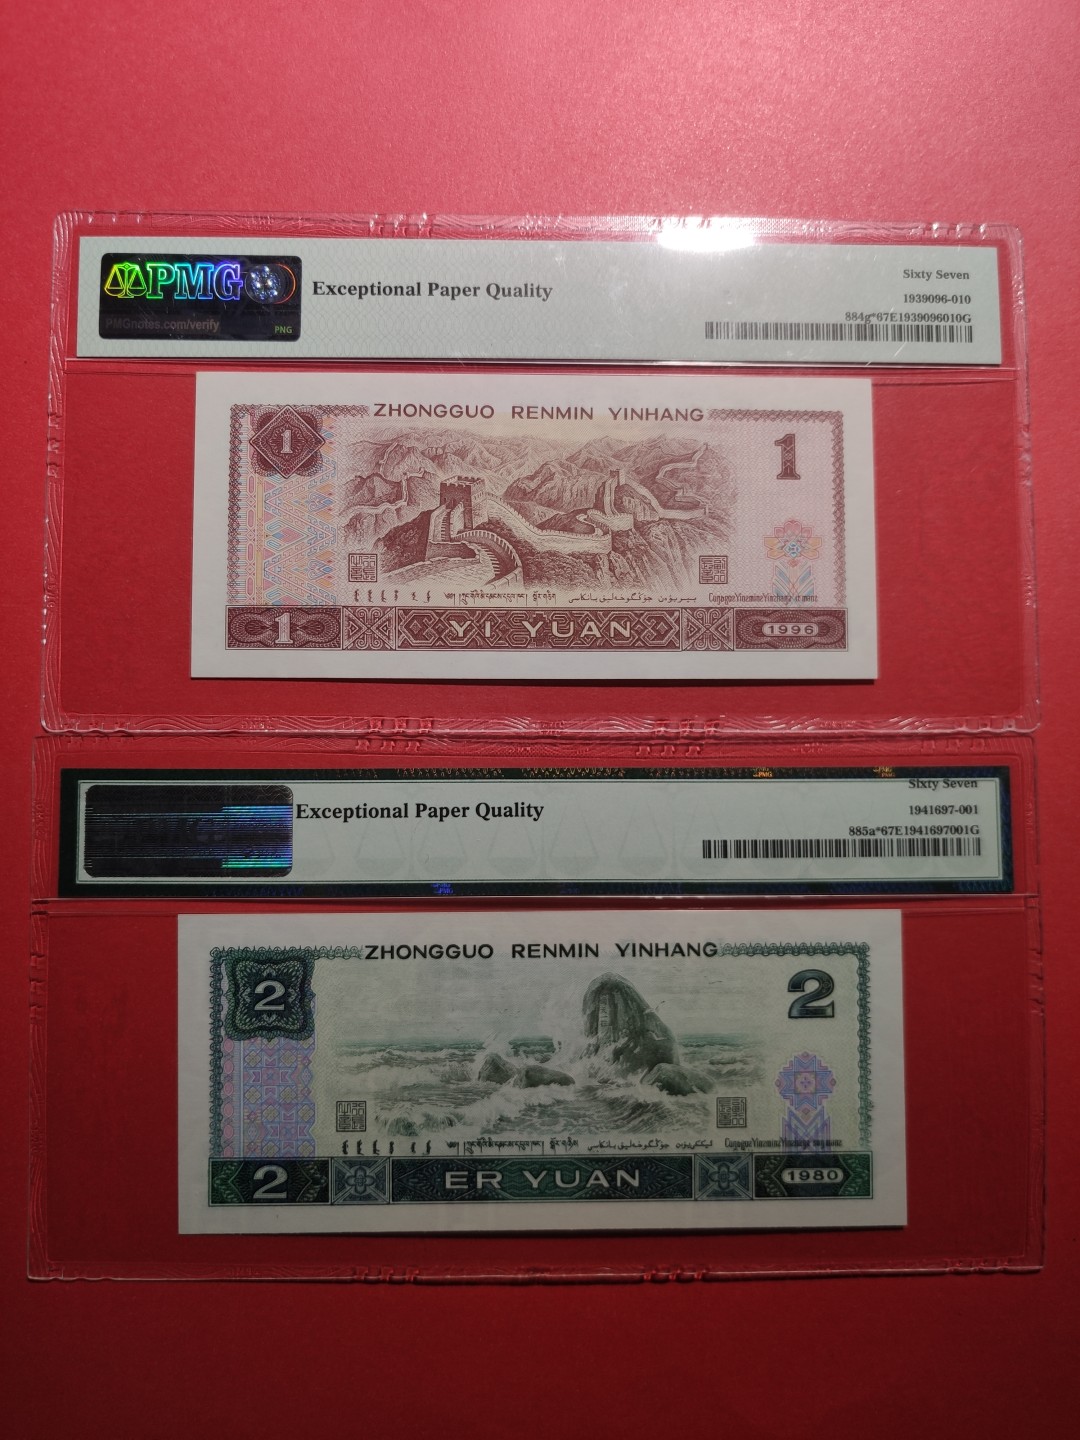 PMG
PMGnotes.com/verify
PNG
Exceptional Paper Quality
Sixty Seven
1939096-010
884g*67E1939096010G
ZHONGGUO RENMIN YINHANG
1
1
1
YI YUAN
1996
Exceptional Paper Quality
Sixty Seven
1941697-001
885a*67E1941697001G
ZHONGGUO RENMIN YINHANG
2
2
2
ER YUAN
1980